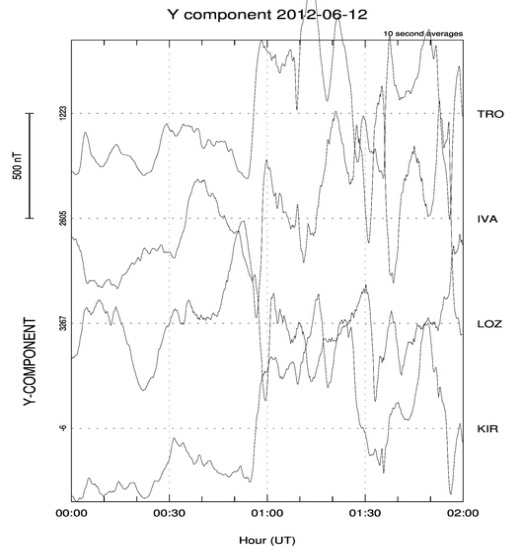 Y component 2012-06-12
10 second averages
1223
TRO
500 nT
2605
IVA
3267
LOZ
Y-COMPONENT
-6
KIR
00:00
00:30
01:00
01:30
02:00
Hour (UT)